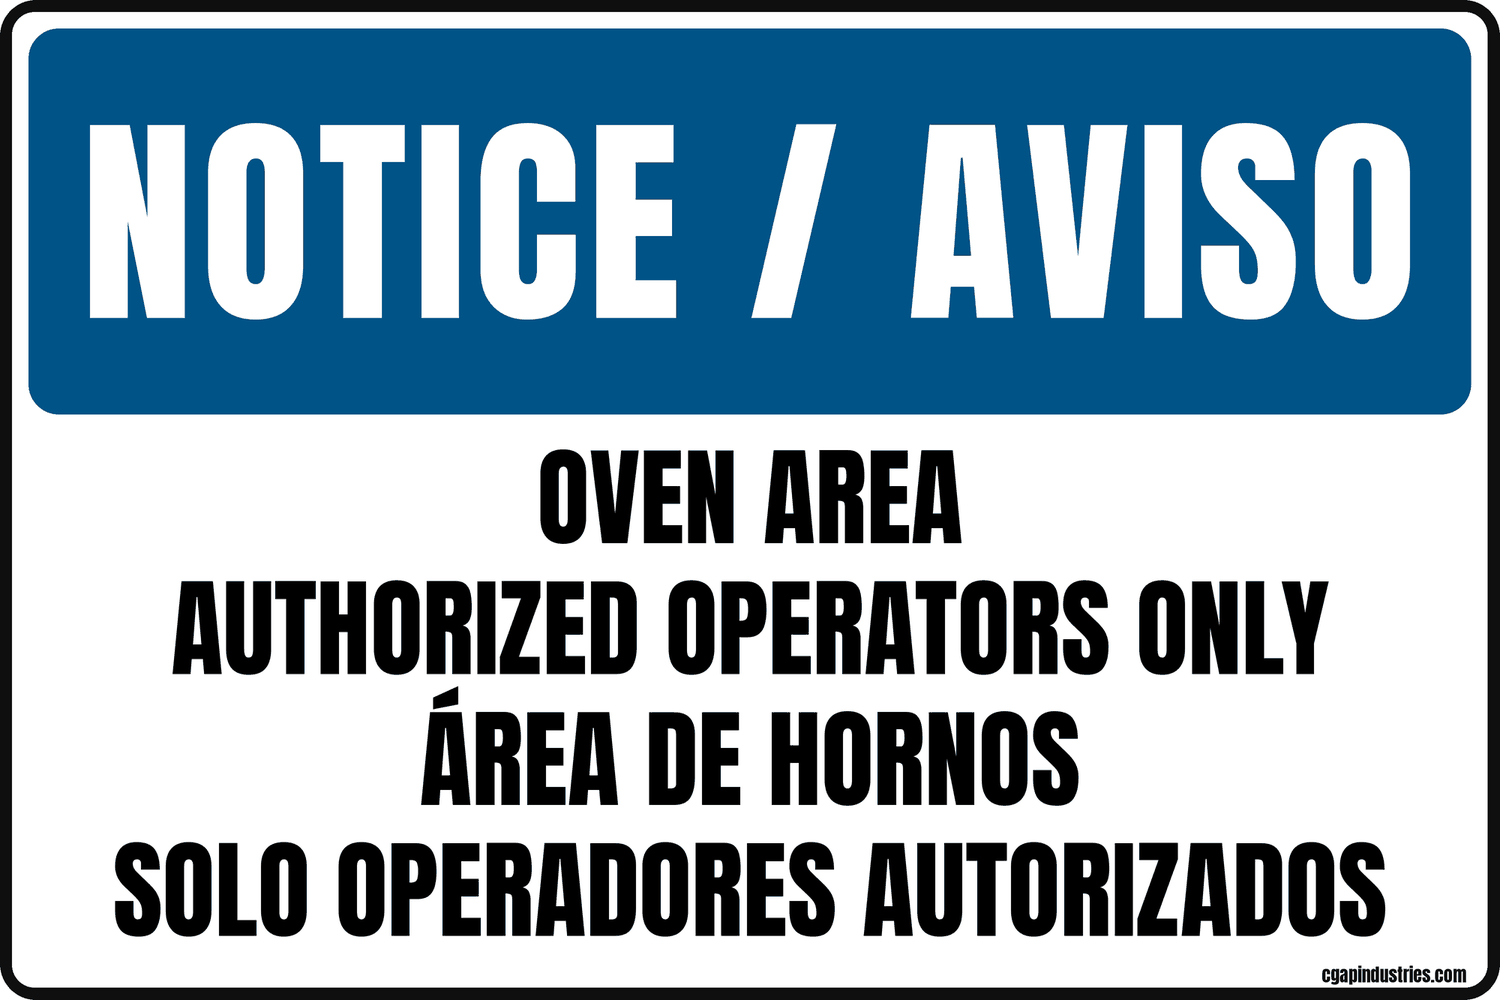 NOTICE / AVISO
OVEN AREA
AUTHORIZED OPERATORS ONLY
ÁREA DE HORNOS
SOLO OPERADORES AUTORIZADOS
cgapindustries.com